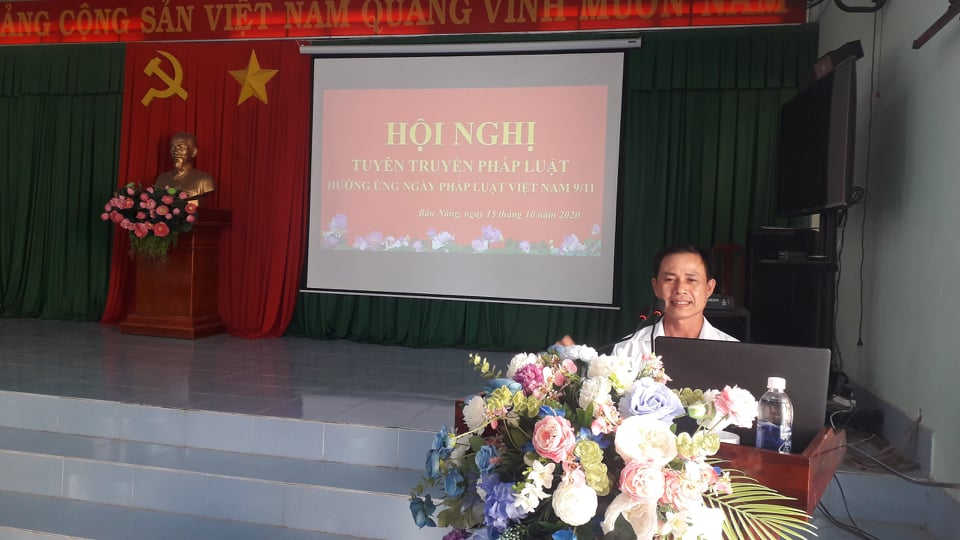 ẢNG CỘNG SẢN VIỆT NAM QUANG VINH MUÔN NĂM
HỘI NGHỊ
TUYÊN TRUYỀN PHÁP LUẬT
HƯỞNG ỨNG NGÀY PHÁP LUẬT VIỆT NAM 9/11
Bàu Năng, ngày 15 tháng 10 năm 2020